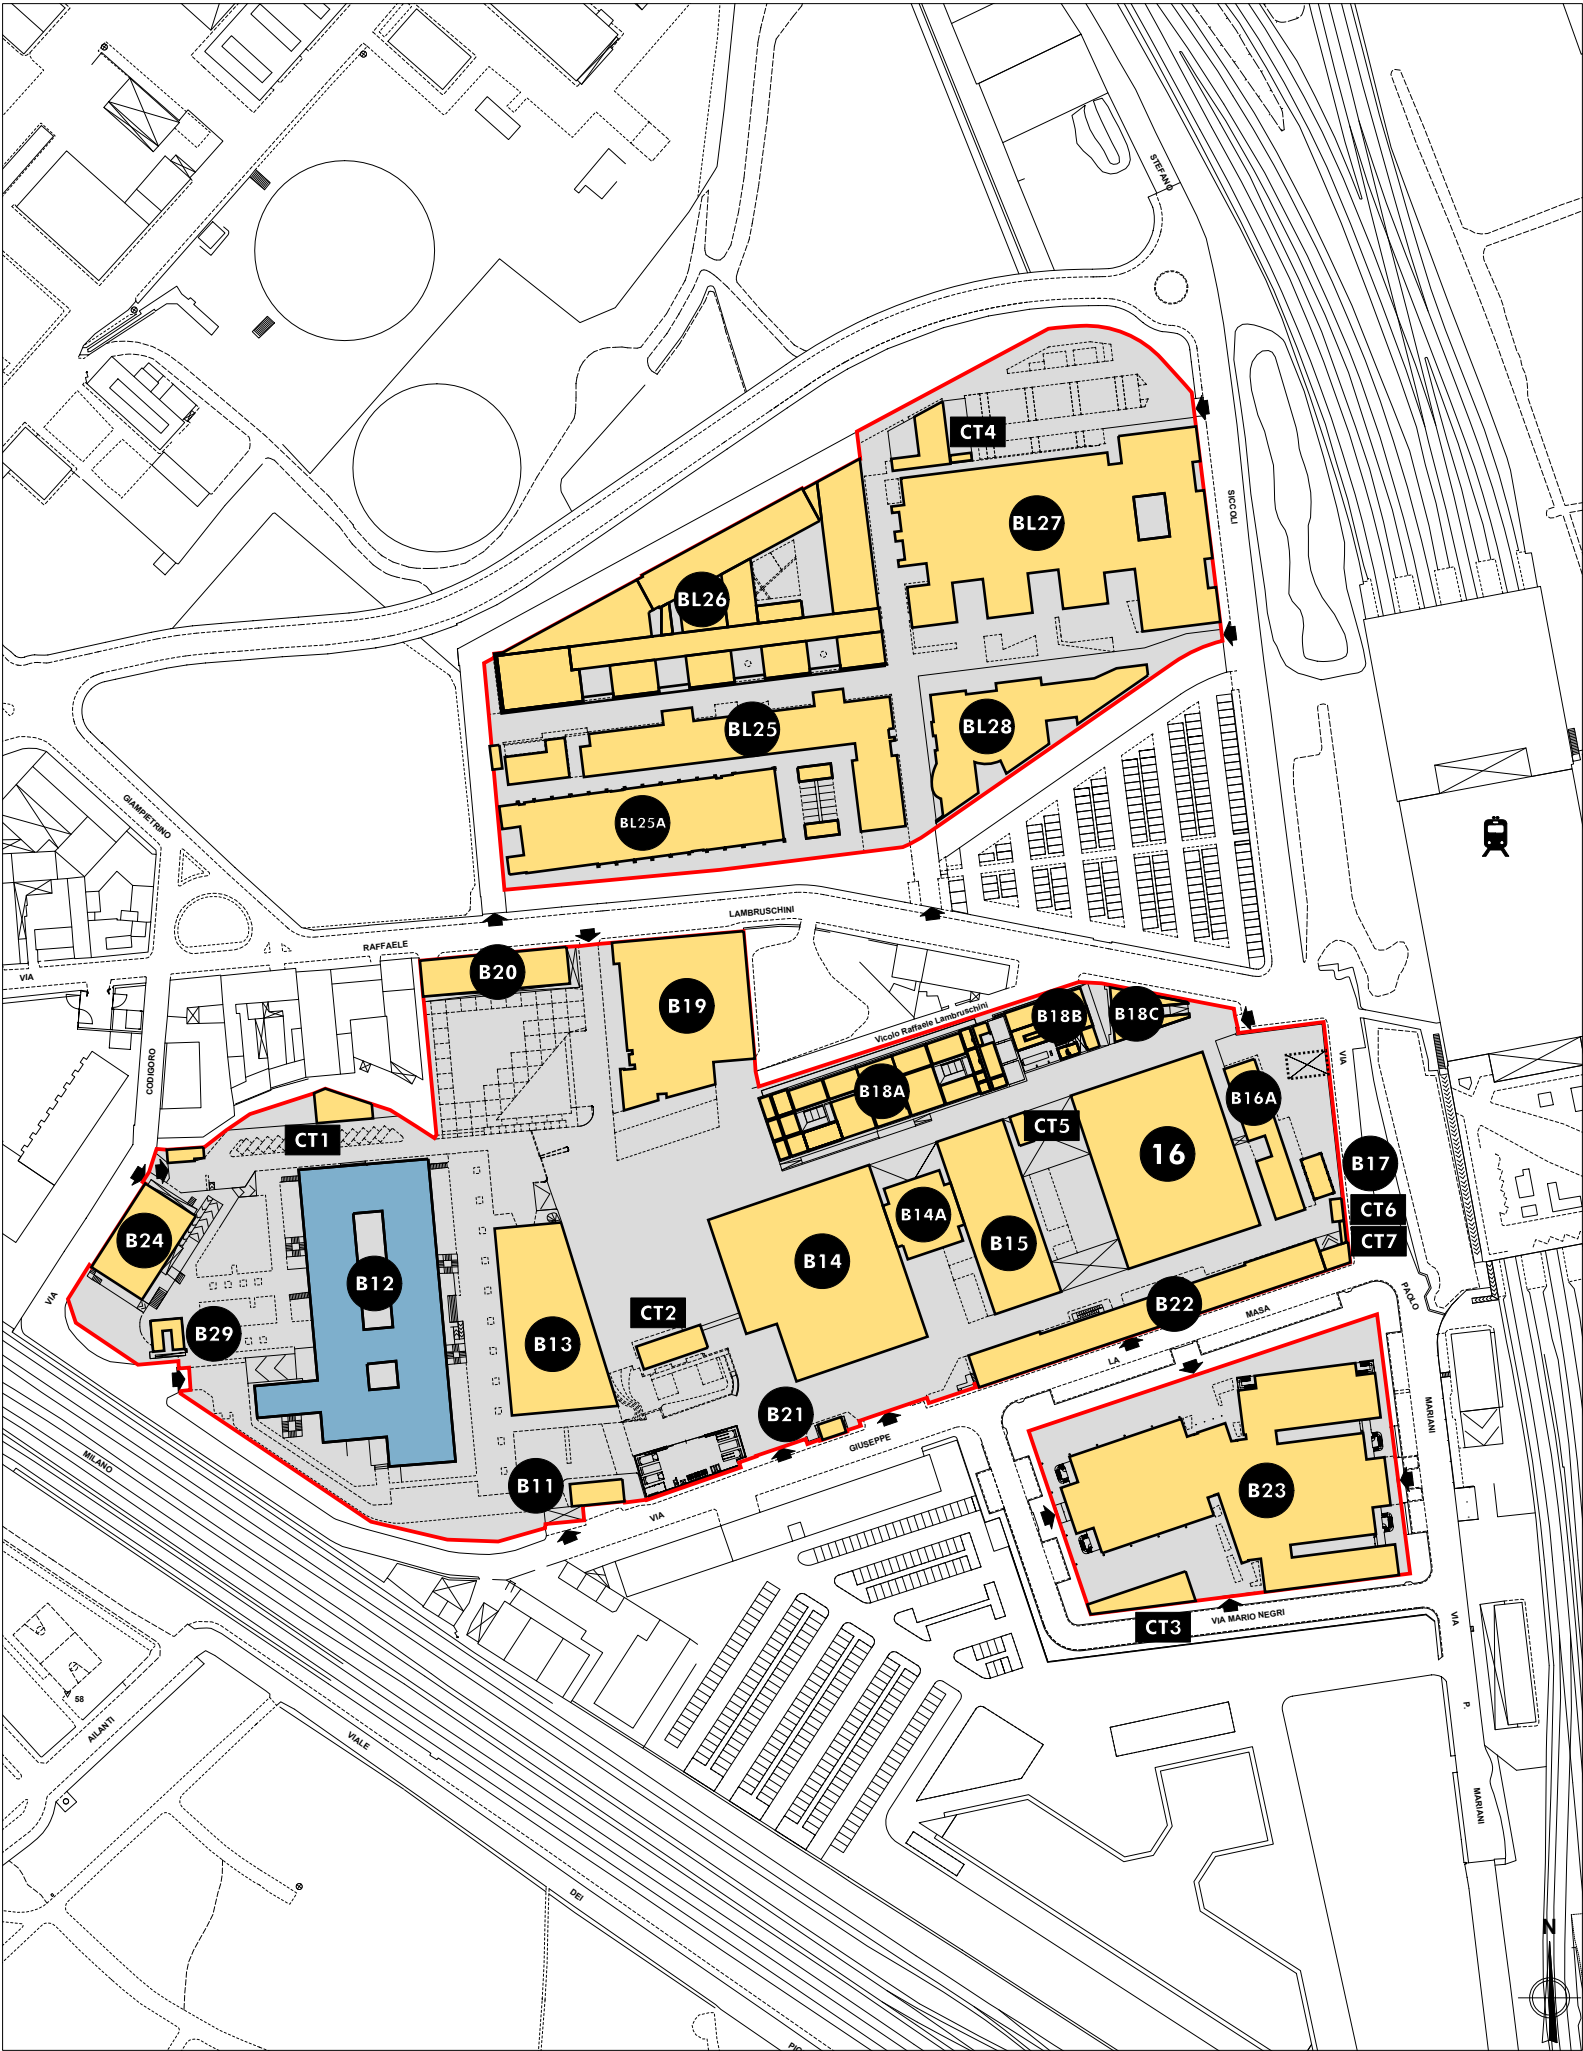 STEFANO
CT4
SICCOLI
BL27
BL26
BL25
BL28
BL25A
GIAMPIETRINO
LAMBRUSCHINI
RAFFAELE
VIA
B20
B19
Vicolo Raffaele Lambruschini
B18B
B18C
CODIGORO
VIA
B18A
B16A
CT1
CT5
16
B17
CT6
CT7
B24
B14A
B15
B14
B12
VIA
B29
CT2
B13
B22
MASA
PAOLO
LA
B21
GIUSEPPE
MARIANI
MILANO
B11
B23
VIA
VIA MARIO NEGRI
CT3
VIA
58
AILANTI
VIALE
P.
MARIANI
DEI
N